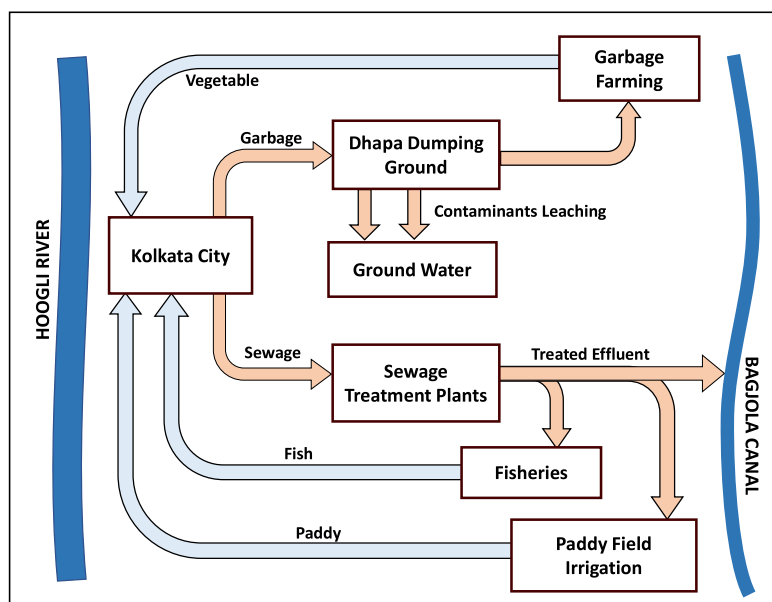 Garbage
Farming
Vegetable
Garbage
Dhapa Dumping
Ground
Contaminants Leaching
Kolkata City
Ground Water
HOOGLI RIVER
Sewage
Sewage
Treatment Plants
Treated Effluent
BAGJOLA CANAL
Fish
Fisheries
Paddy
Paddy Field
Irrigation